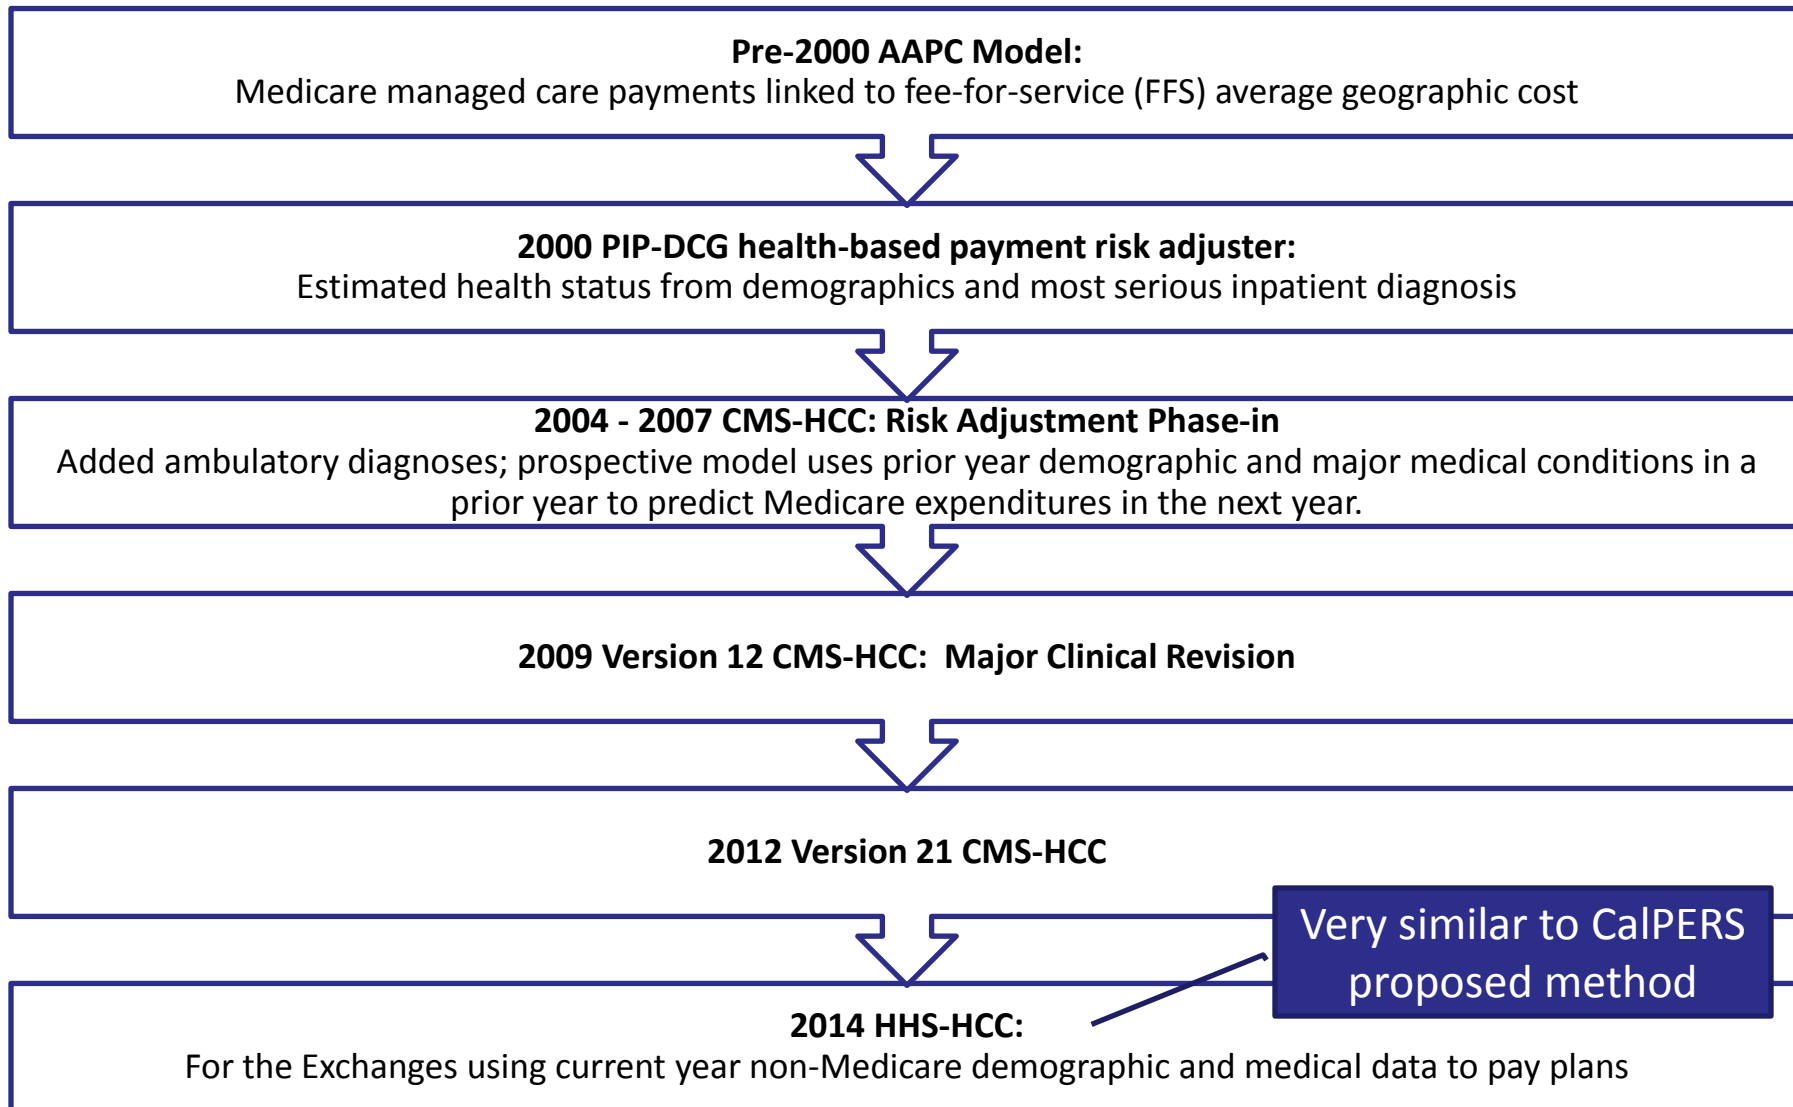 Pre-2000 AAPC Model:
Medicare managed care payments linked to fee-for-service (FFS) average geographic cost
2000 PIP-DCG health-based payment risk adjuster:
Estimated health status from demographics and most serious inpatient diagnosis
2004 - 2007 CMS-HCC: Risk Adjustment Phase-in
Added ambulatory diagnoses; prospective model uses prior year demographic and major medical conditions in a
prior year to predict Medicare expenditures in the next year.
2009 Version 12 CMS-HCC:  Major Clinical Revision
2012 Version 21 CMS-HCC
Very similar to CalPERS
proposed method
2014 HHS-HCC:
For the Exchanges using current year non-Medicare demographic and medical data to pay plans